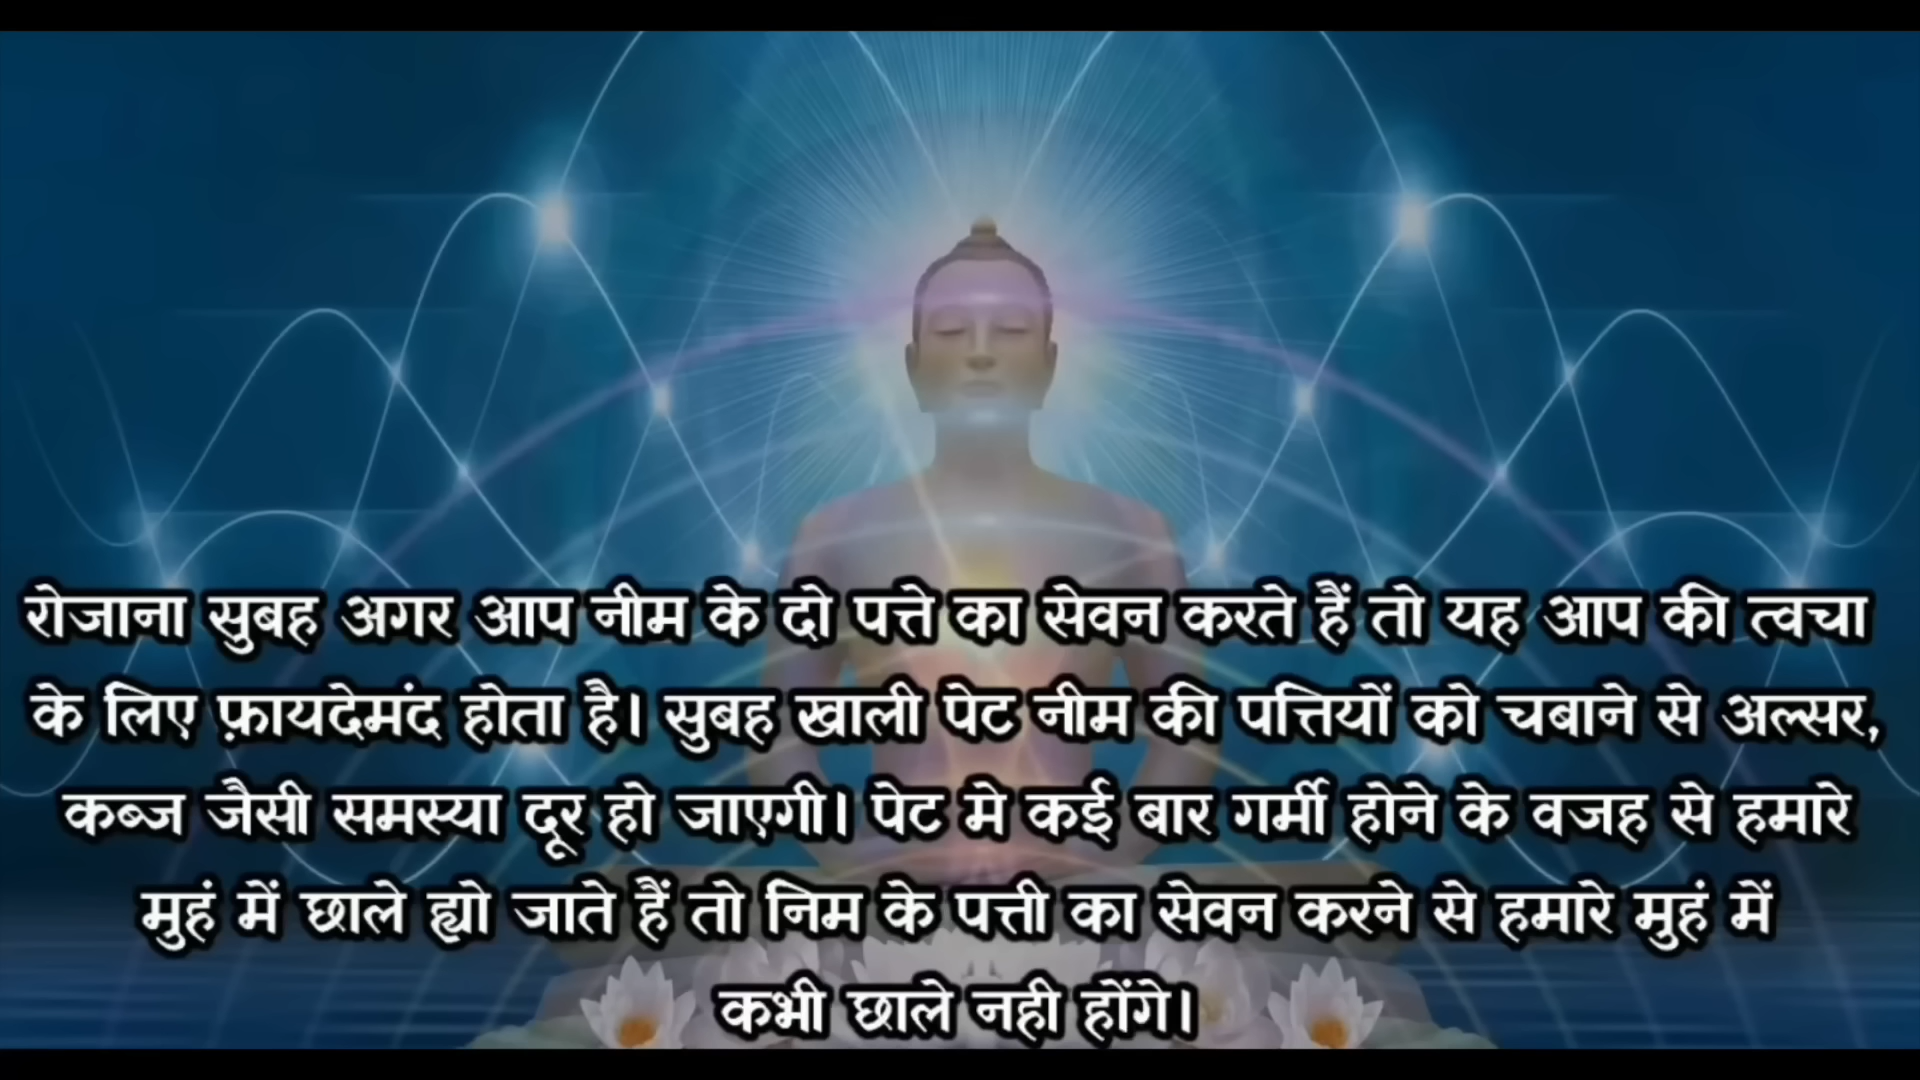 रोजाना सुबह अगर आप नीम के दो पत्ते का सेवन करते हैं तो यह आप की त्वचा
के लिए फ़ायदेमंद होता है। सुबह खाली पेट नीम की पत्तियों को चबाने से अल्सर,
कब्ज जैसी समस्या दूर हो जाएगी। पेट मे कई बार गर्मी होने के वजह से हमारे
मुहं में छाले ह्यो जाते हैं तो निम के पत्ती का सेवन करने से हमारे मुहं में
कभी छाले नही होंगे।